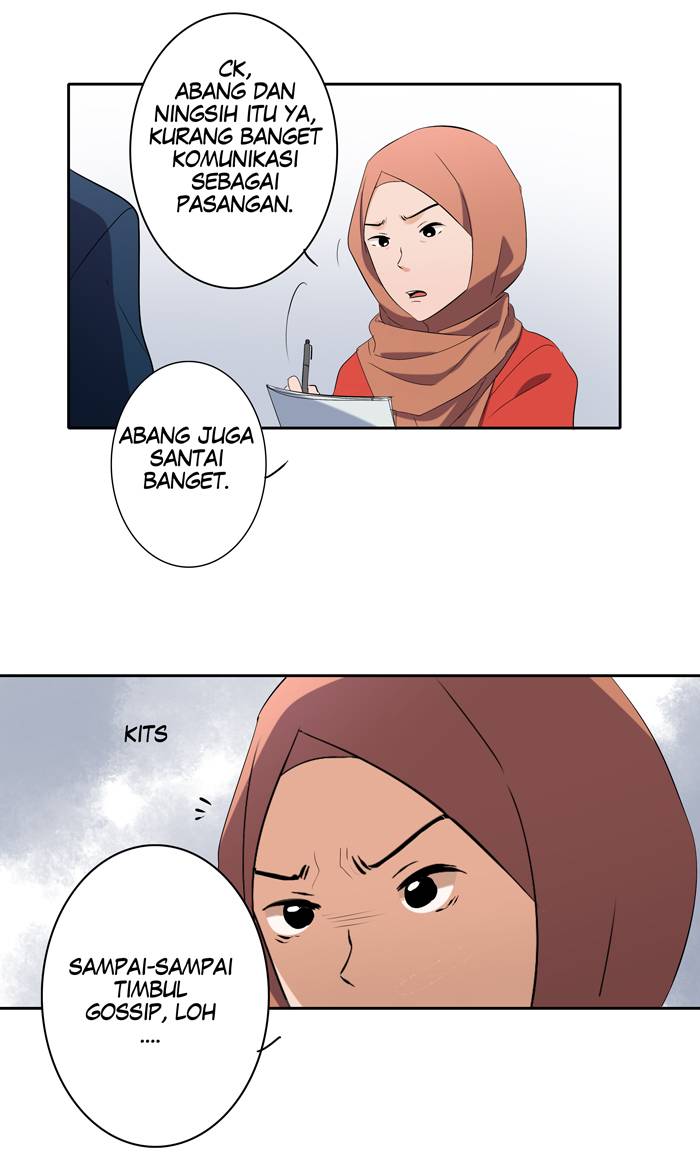 CK,
ABANG DAN
NINGSIH ITU YA,
KURANG BANGET
KOMUNIKASI
SEBAGAI
PASANGAN.
ABANG JUGA
SANTAI
BANGET.
KITS
SAMPAI-SAMPAI
TIMBUL
GOSSIP, LOH
....